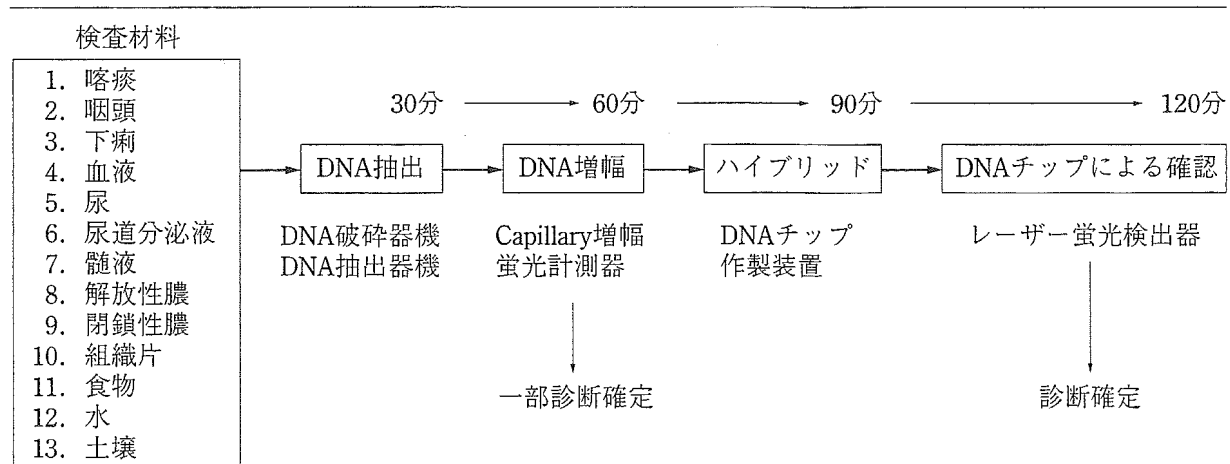 検査材料
1. 喀痰
2. 咽頭
3. 下痢
4. 血液
5. 尿
6. 尿道分泌液
7. 髄液
8. 解放性膿
9. 閉鎖性膿
10. 組織片
11. 食物
12. 水
13. 土壌
30分 60分 90分 120分
DNA抽出 DNA増幅 ハイブリッド DNAチップによる確認
DNA破砕器機 Capillary増幅 DNAチップ レーザー蛍光検出器
DNA抽出器機 蛍光計測器 作製装置
一部診断確定 診断確定